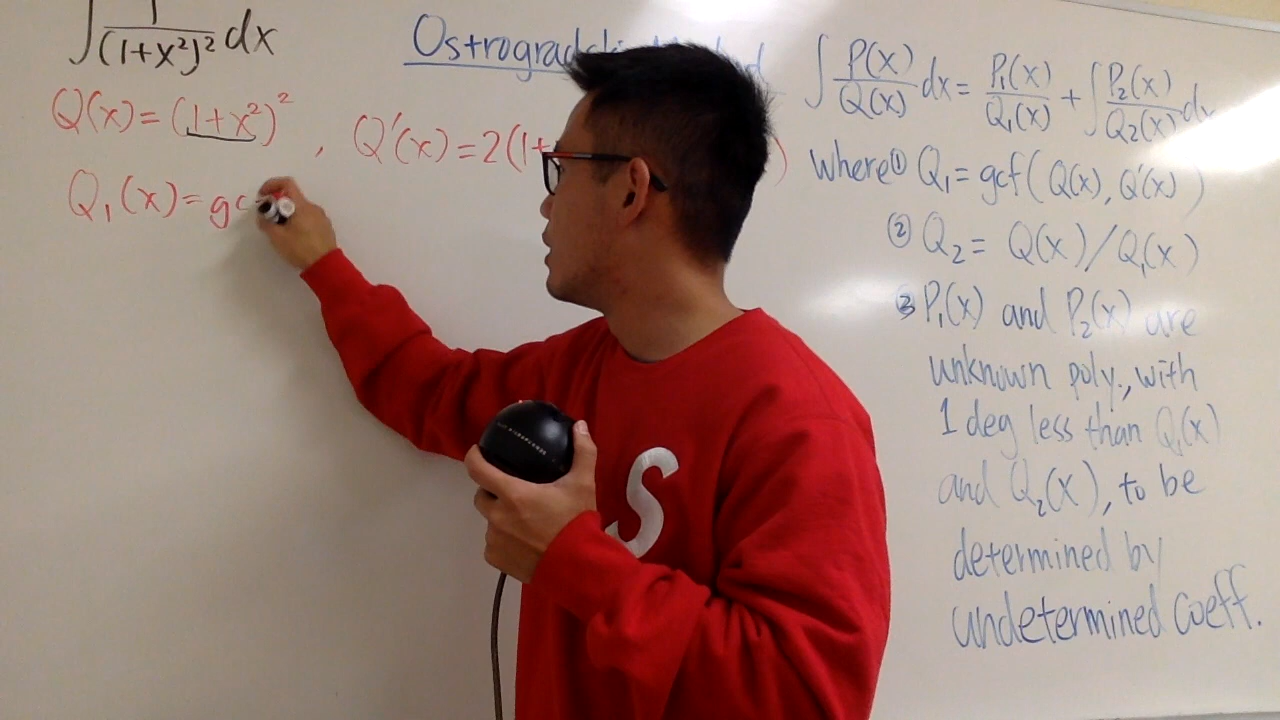 ∫ 1/(1+x²)² dx
Q(x) = (1+x²)² , Q'(x) = 2(1+ )
Q₁(x) = gc
∫ P(x)/Q(x) dx = P₁(x)/Q₁(x) + ∫ P₂(x)/Q₂(x) dx
where ① Q₁ = gcf(Q(x), Q'(x))
② Q₂ = Q(x)/Q₁(x)
③ P₁(x) and P₂(x) are
unknown poly., with
1 deg less than Q₁(x)
and Q₂(x), to be
determined by
undetermined coeff.
S